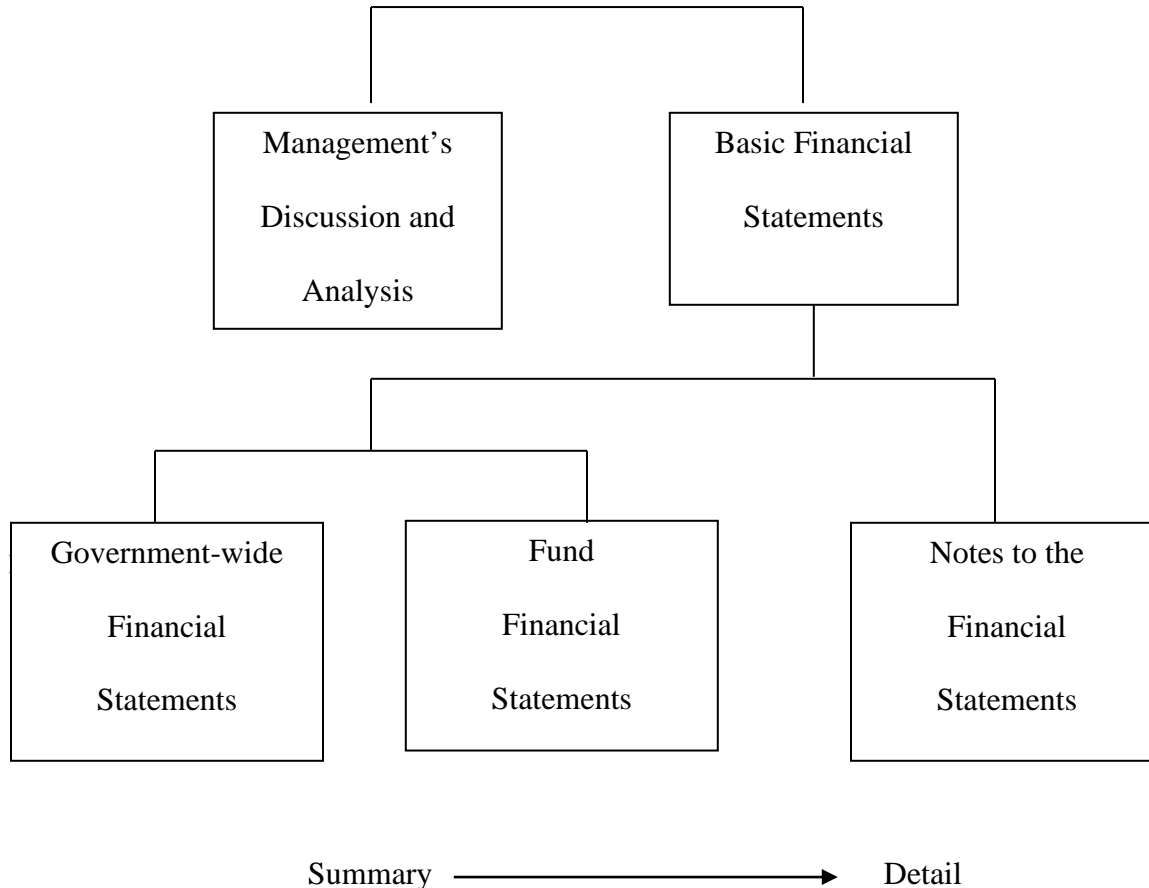 Management’s
Discussion and
Analysis
Basic Financial
Statements
Government-wide
Financial
Statements
Fund
Financial
Statements
Notes to the
Financial
Statements
Summary
Detail